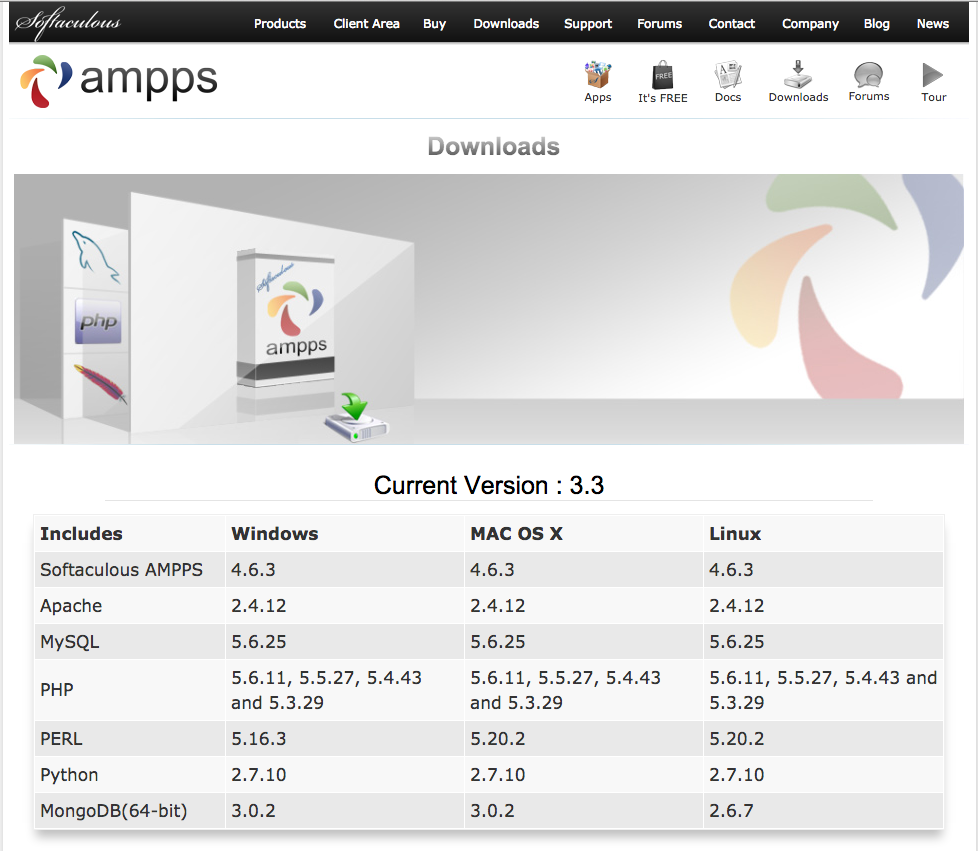 Softaculous Products Client Area Buy Downloads Support Forums Contact Company Blog News
ampps
FREE
Apps It's FREE Docs Downloads Forums Tour
Downloads
Softaculous
php
ampps
Current Version : 3.3
Includes Windows MAC OS X Linux
Softaculous AMPPS 4.6.3 4.6.3 4.6.3
Apache 2.4.12 2.4.12 2.4.12
MySQL 5.6.25 5.6.25 5.6.25
PHP 5.6.11, 5.5.27, 5.4.43 and 5.3.29 5.6.11, 5.5.27, 5.4.43 and 5.3.29 5.6.11, 5.5.27, 5.4.43 and 5.3.29
PERL 5.16.3 5.20.2 5.20.2
Python 2.7.10 2.7.10 2.7.10
MongoDB(64-bit) 3.0.2 3.0.2 2.6.7